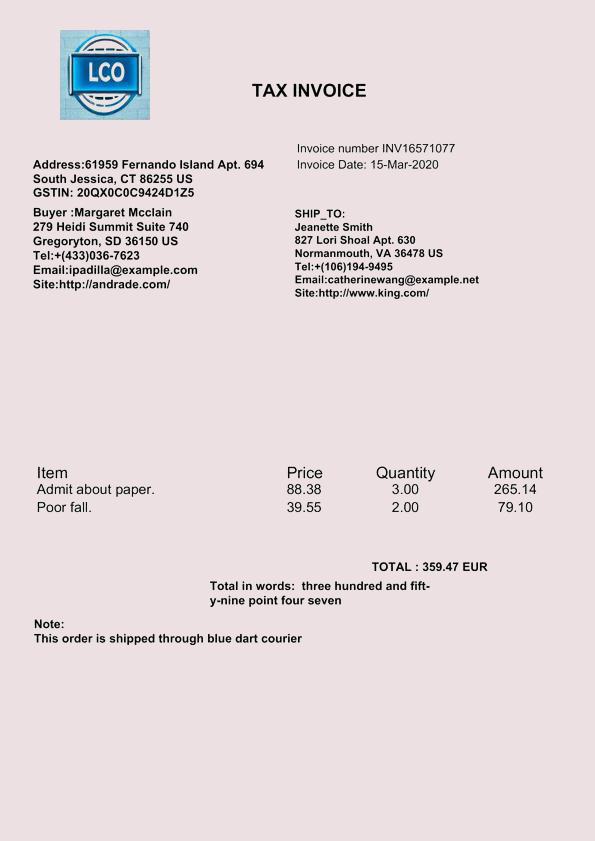 LCO
TAX INVOICE
Invoice number INV16571077
Invoice Date: 15-Mar-2020
Address:61959 Fernando Island Apt. 694
South Jessica, CT 86255 US
GSTIN: 20QX0C0C9424D1Z5
Buyer :Margaret Mcclain
279 Heidi Summit Suite 740
Gregoryton, SD 36150 US
Tel:+(433)036-7623
Email:ipadilla@example.com
Site:http://andrade.com/
SHIP_TO:
Jeanette Smith
827 Lori Shoal Apt. 630
Normanmouth, VA 36478 US
Tel:+(106)194-9495
Email:catherinewang@example.net
Site:http://www.king.com/
Item Price Quantity Amount
Admit about paper. 88.38 3.00 265.14
Poor fall. 39.55 2.00 79.10
TOTAL : 359.47 EUR
Total in words: three hundred and fift-
y-nine point four seven
Note:
This order is shipped through blue dart courier